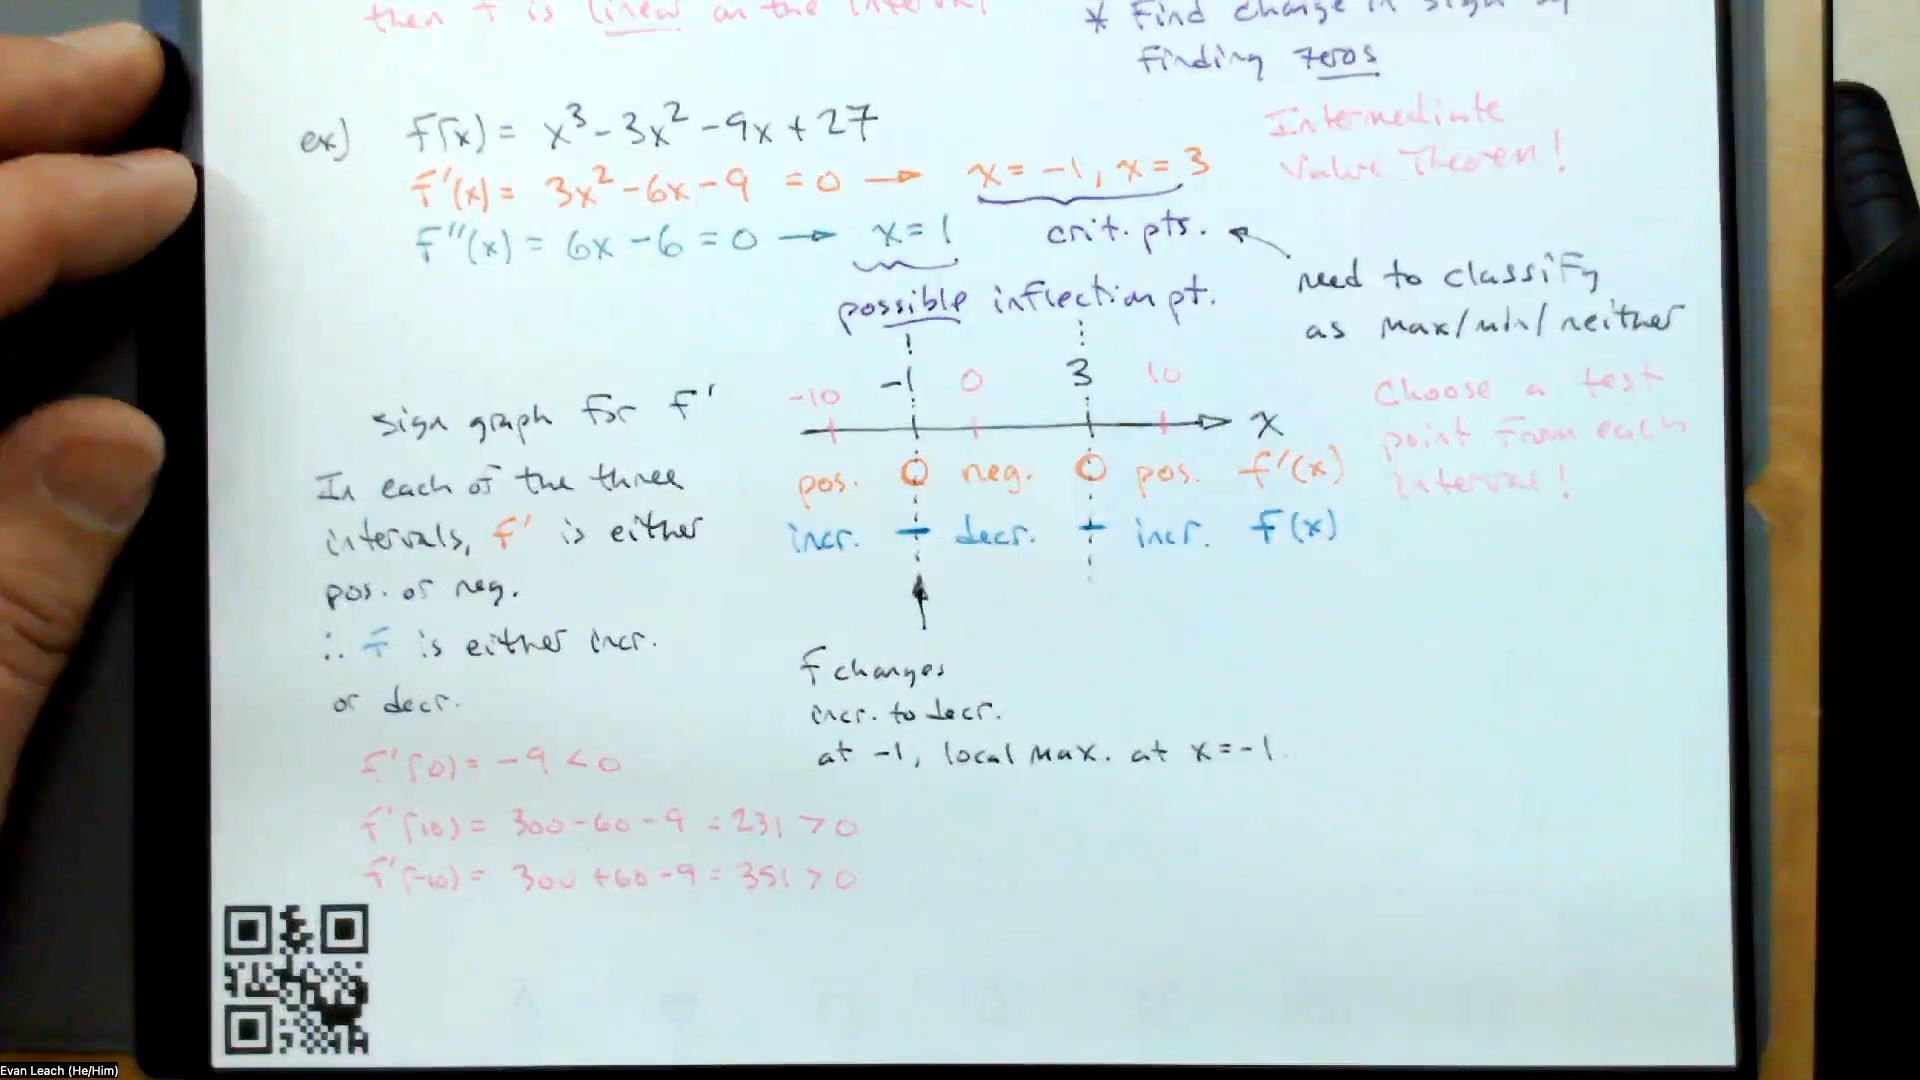 then f is linear on the interval
* Find change in sign by
finding zeros
ex) f(x) = x³ - 3x² - 9x + 27
Intermediate
Value Theorem!
f'(x) = 3x² - 6x - 9 = 0 → x = -1, x = 3
f''(x) = 6x - 6 = 0 → x = 1
crit. pts.
possible inflection pt.
need to classify
as max/min/neither
sign graph for f'
-10 -1 0 3 10
x
Choose a test
point from each
interval!
pos. 0 neg. 0 pos. f'(x)
incr. decr. incr. f(x)
In each of the three
intervals, f' is either
pos. or neg.
∴ f is either incr.
or decr.
f changes
incr. to decr.
at -1, local max. at x = -1.
f'(0) = -9 < 0
f'(10) = 300 - 60 - 9 = 231 > 0
f'(-10) = 300 + 60 - 9 = 351 > 0
Evan Leach (He/Him)